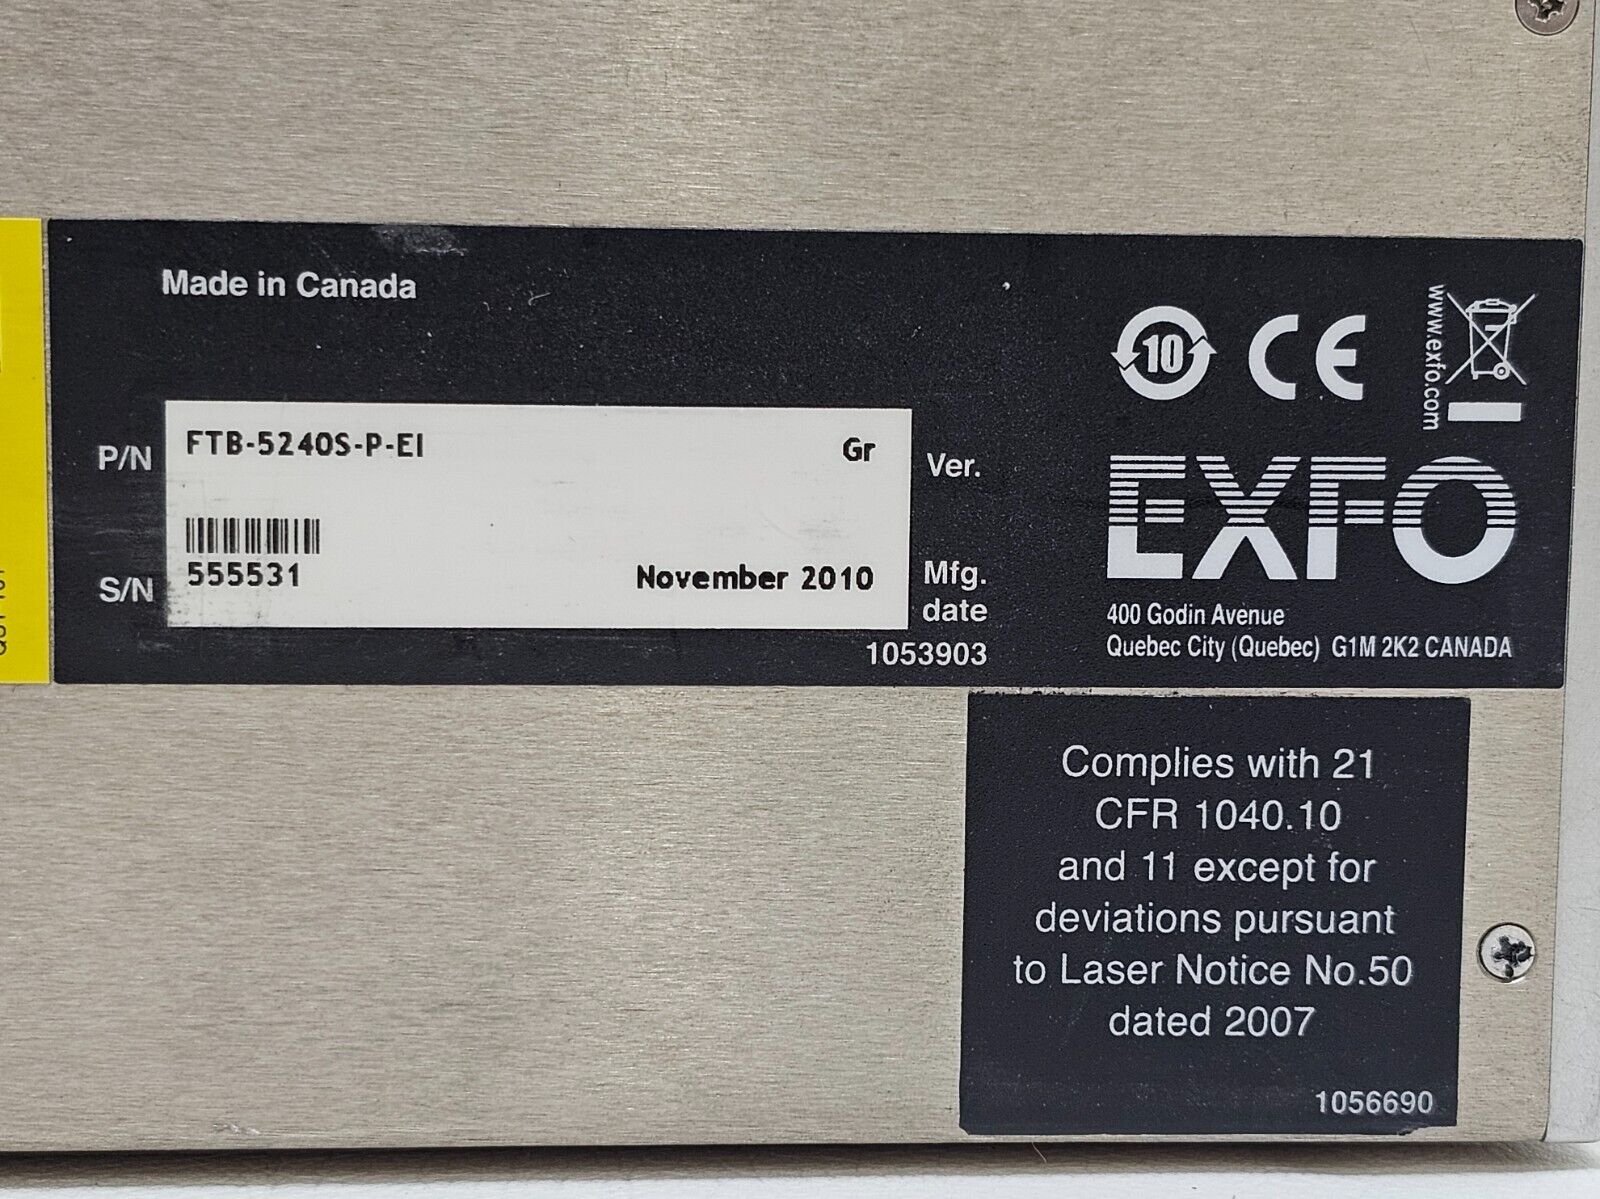 Made in Canada
P/N FTB-5240S-P-EI Gr Ver.
S/N 555531 November 2010 Mfg. date
1053903
10 CE
www.exfo.com
EXFO
400 Godin Avenue
Quebec City (Quebec) G1M 2K2 CANADA
Complies with 21
CFR 1040.10
and 11 except for
deviations pursuant
to Laser Notice No.50
dated 2007
1056690